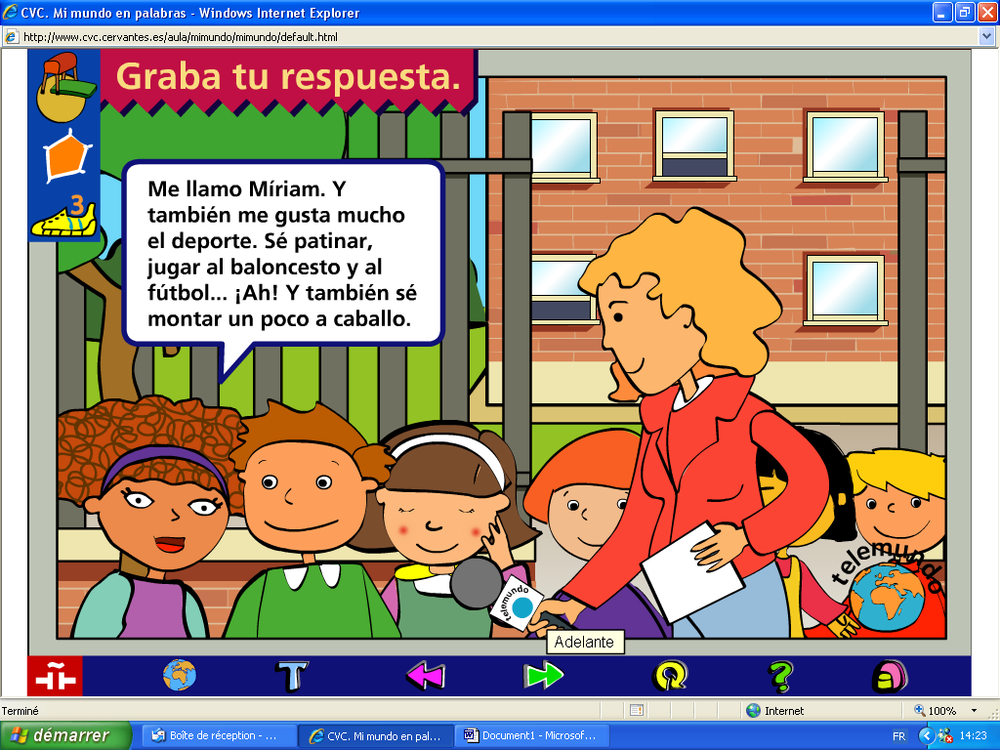 CVC. Mi mundo en palabras - Windows Internet Explorer
http://www.cvc.cervantes.es/aula/mimundo/mimundo/default.html
Graba tu respuesta.
3
Me llamo Míriam. Y
también me gusta mucho
el deporte. Sé patinar,
jugar al baloncesto y al
fútbol... ¡Ah! Y también sé
montar un poco a caballo.
telemundo
telemundo
Adelante
T
?
Terminé
Internet
100%
démarrer
Boîte de réception - ...
CVC. Mi mundo en pal...
Document1 - Microsof...
FR
14:23